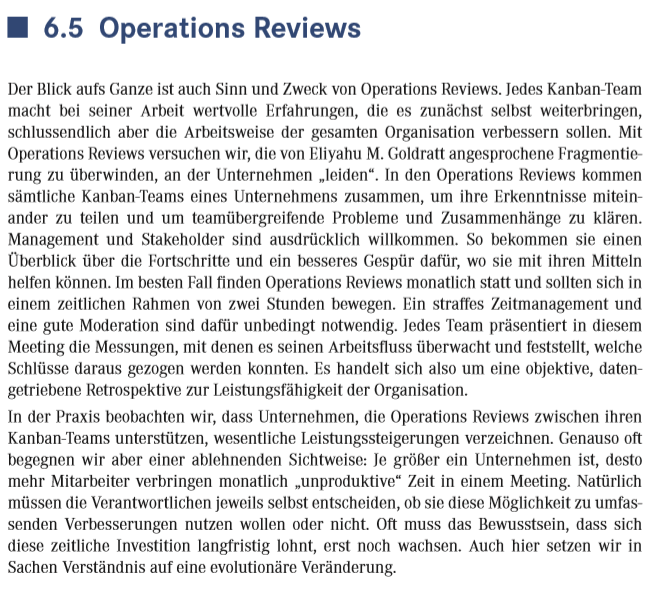 6.5 Operations Reviews
Der Blick aufs Ganze ist auch Sinn und Zweck von Operations Reviews. Jedes Kanban-Team
macht bei seiner Arbeit wertvolle Erfahrungen, die es zunächst selbst weiterbringen,
schlussendlich aber die Arbeitsweise der gesamten Organisation verbessern sollen. Mit
Operations Reviews versuchen wir, die von Eliyahu M. Goldratt angesprochene Fragmentie-
rung zu überwinden, an der Unternehmen „leiden“. In den Operations Reviews kommen
sämtliche Kanban-Teams eines Unternehmens zusammen, um ihre Erkenntnisse mitein-
ander zu teilen und um teamübergreifende Probleme und Zusammenhänge zu klären.
Management und Stakeholder sind ausdrücklich willkommen. So bekommen sie einen
Überblick über die Fortschritte und ein besseres Gespür dafür, wo sie mit ihren Mitteln
helfen können. Im besten Fall finden Operations Reviews monatlich statt und sollten sich in
einem zeitlichen Rahmen von zwei Stunden bewegen. Ein straffes Zeitmanagement und
eine gute Moderation sind dafür unbedingt notwendig. Jedes Team präsentiert in diesem
Meeting die Messungen, mit denen es seinen Arbeitsfluss überwacht und feststellt, welche
Schlüsse daraus gezogen werden konnten. Es handelt sich also um eine objektive, daten-
getriebene Retrospektive zur Leistungsfähigkeit der Organisation.
In der Praxis beobachten wir, dass Unternehmen, die Operations Reviews zwischen ihren
Kanban-Teams unterstützen, wesentliche Leistungssteigerungen verzeichnen. Genauso oft
begegnen wir aber einer ablehnenden Sichtweise: Je größer ein Unternehmen ist, desto
mehr Mitarbeiter verbringen monatlich „unproduktive“ Zeit in einem Meeting. Natürlich
müssen die Verantwortlichen jeweils selbst entscheiden, ob sie diese Möglichkeit zu umfas-
senden Verbesserungen nutzen wollen oder nicht. Oft muss das Bewusstsein, dass sich
diese zeitliche Investition langfristig lohnt, erst noch wachsen. Auch hier setzen wir in
Sachen Verständnis auf eine evolutionäre Veränderung.